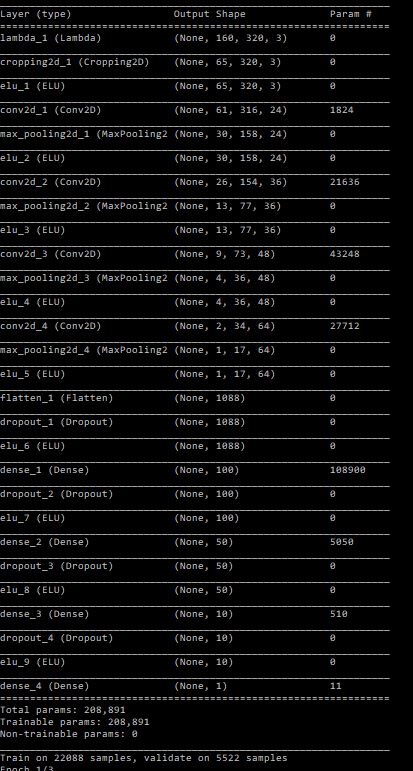 Layer (type) Output Shape Param #
lambda_1 (Lambda) (None, 160, 320, 3) 0
cropping2d_1 (Cropping2D) (None, 65, 320, 3) 0
elu_1 (ELU) (None, 65, 320, 3) 0
conv2d_1 (Conv2D) (None, 61, 316, 24) 1824
max_pooling2d_1 (MaxPooling2 (None, 30, 158, 24) 0
elu_2 (ELU) (None, 30, 158, 24) 0
conv2d_2 (Conv2D) (None, 26, 154, 36) 21636
max_pooling2d_2 (MaxPooling2 (None, 13, 77, 36) 0
elu_3 (ELU) (None, 13, 77, 36) 0
conv2d_3 (Conv2D) (None, 9, 73, 48) 43248
max_pooling2d_3 (MaxPooling2 (None, 4, 36, 48) 0
elu_4 (ELU) (None, 4, 36, 48) 0
conv2d_4 (Conv2D) (None, 2, 34, 64) 27712
max_pooling2d_4 (MaxPooling2 (None, 1, 17, 64) 0
elu_5 (ELU) (None, 1, 17, 64) 0
flatten_1 (Flatten) (None, 1088) 0
dropout_1 (Dropout) (None, 1088) 0
elu_6 (ELU) (None, 1088) 0
dense_1 (Dense) (None, 100) 108900
dropout_2 (Dropout) (None, 100) 0
elu_7 (ELU) (None, 100) 0
dense_2 (Dense) (None, 50) 5050
dropout_3 (Dropout) (None, 50) 0
elu_8 (ELU) (None, 50) 0
dense_3 (Dense) (None, 10) 510
dropout_4 (Dropout) (None, 10) 0
elu_9 (ELU) (None, 10) 0
dense_4 (Dense) (None, 1) 11
Total params: 208,891
Trainable params: 208,891
Non-trainable params: 0
Train on 22088 samples, validate on 5522 samples
Epoch 1/3